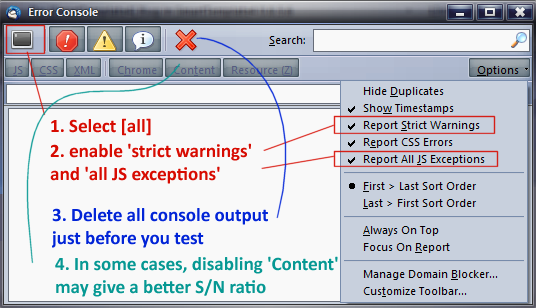 Error Console
Search:
JS CSS XML Chrome Content Resource (Z) Options
Hide Duplicates
Show Timestamps
Report Strict Warnings
Report CSS Errors
Report All JS Exceptions
First > Last Sort Order
Last > First Sort Order
Always On Top
Focus On Report
Manage Domain Blocker...
Customize Toolbar...
1. Select [all]
2. enable 'strict warnings'
and 'all JS exceptions'
3. Delete all console output
just before you test
4. In some cases, disabling 'Content'
may give a better S/N ratio